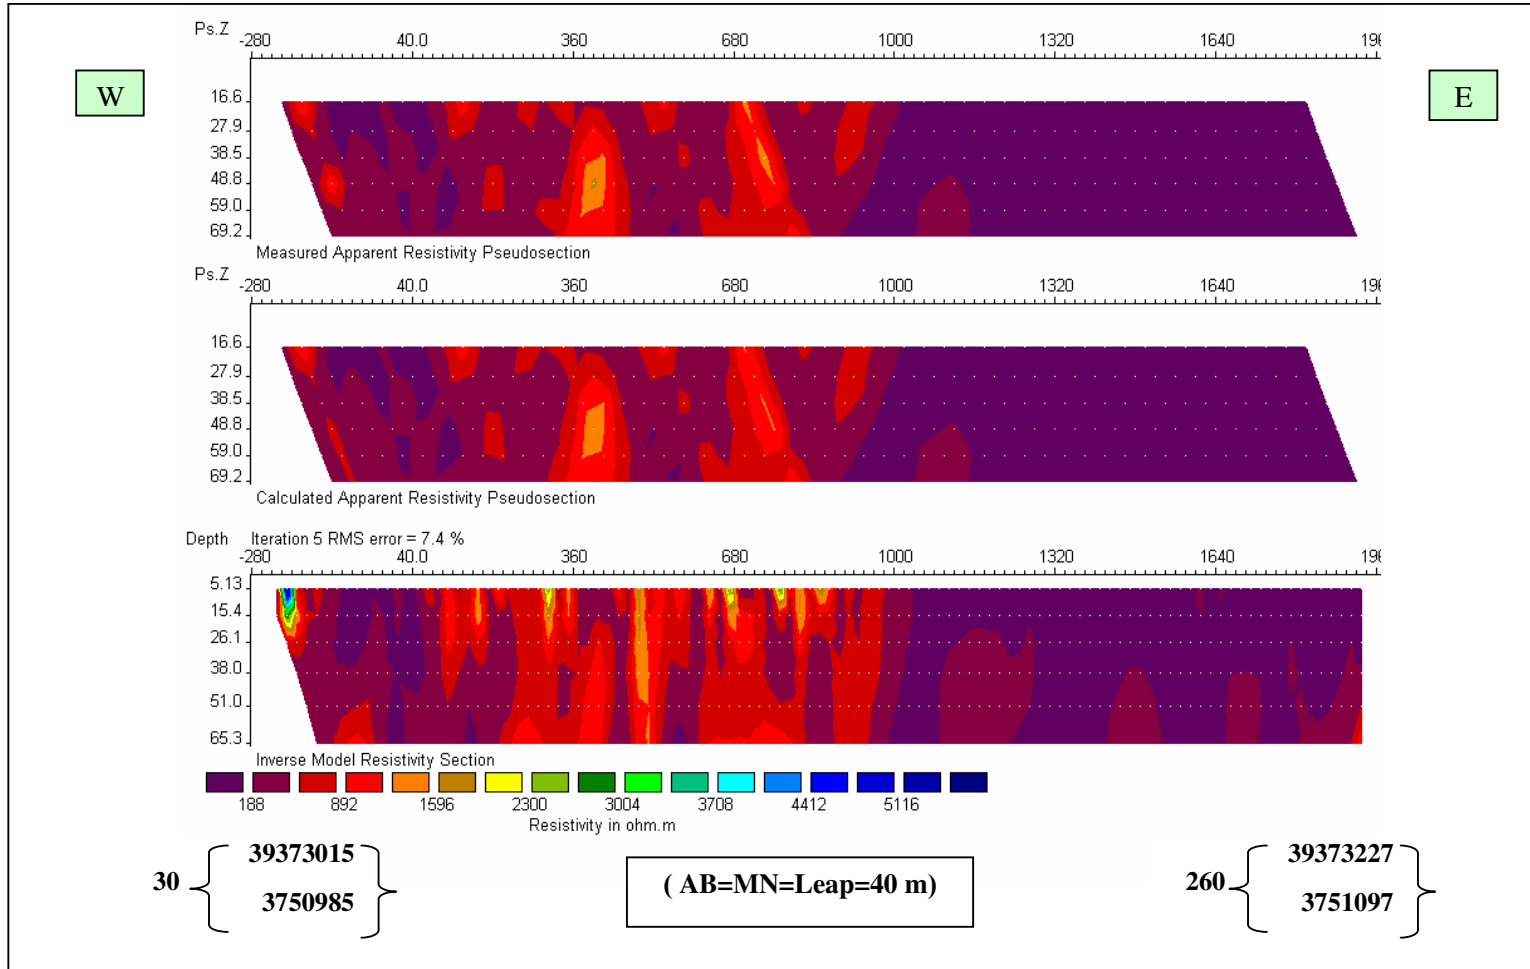 Ps.Z
-280 40.0 360 680 1000 1320 1640 196
W
E
16.6
27.9
38.5
48.8
59.0
69.2
Measured Apparent Resistivity Pseudosection
Ps.Z
-280 40.0 360 680 1000 1320 1640 196
16.6
27.9
38.5
48.8
59.0
69.2
Calculated Apparent Resistivity Pseudosection
Depth Iteration 5 RMS error = 7.4 %
-280 40.0 360 680 1000 1320 1640 196
5.13
15.4
26.1
38.0
51.0
65.3
Inverse Model Resistivity Section
188 892 1596 2300 3004 3708 4412 5116
Resistivity in ohm.m
30
39373015
3750985
( AB=MN=Leap=40 m)
260
39373227
3751097